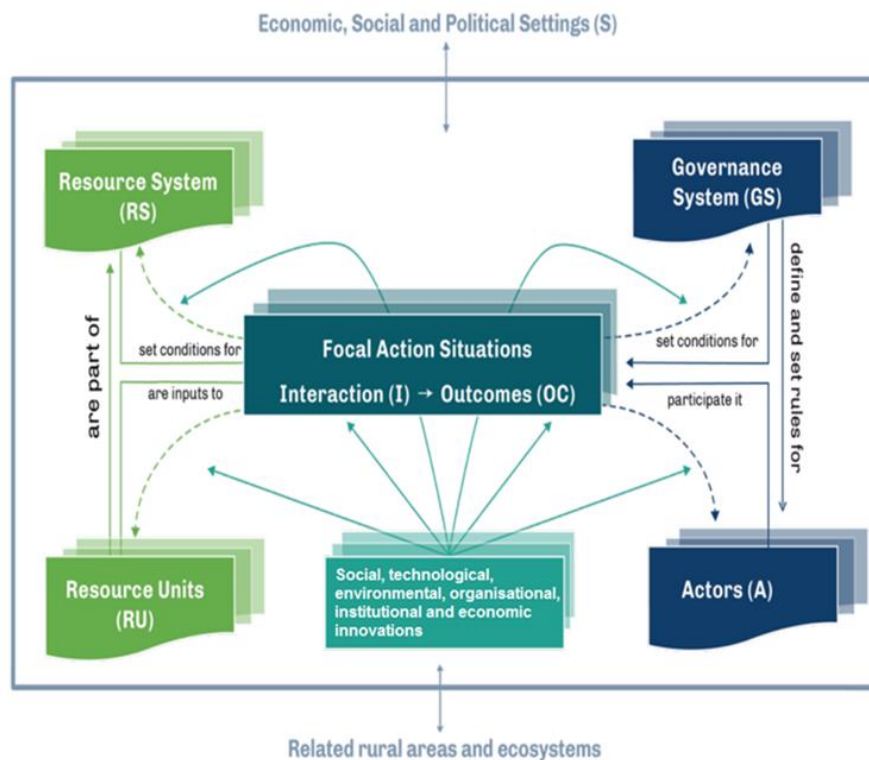 Economic, Social and Political Settings (S)
Resource System
(RS)
Governance
System (GS)
are part of
set conditions for
are inputs to
Focal Action Situations
Interaction (I) → Outcomes (OC)
set conditions for
participate it
define and set rules for
Resource Units
(RU)
Social, technological,
environmental, organisational,
institutional and economic
innovations
Actors (A)
Related rural areas and ecosystems